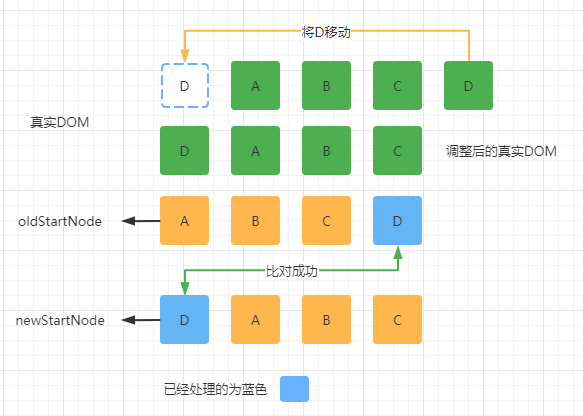 将D移动
D A B C D
真实DOM
D A B C
调整后的真实DOM
oldStartNode
A B C D
比对成功
newStartNode
D A B C
已经处理的为蓝色